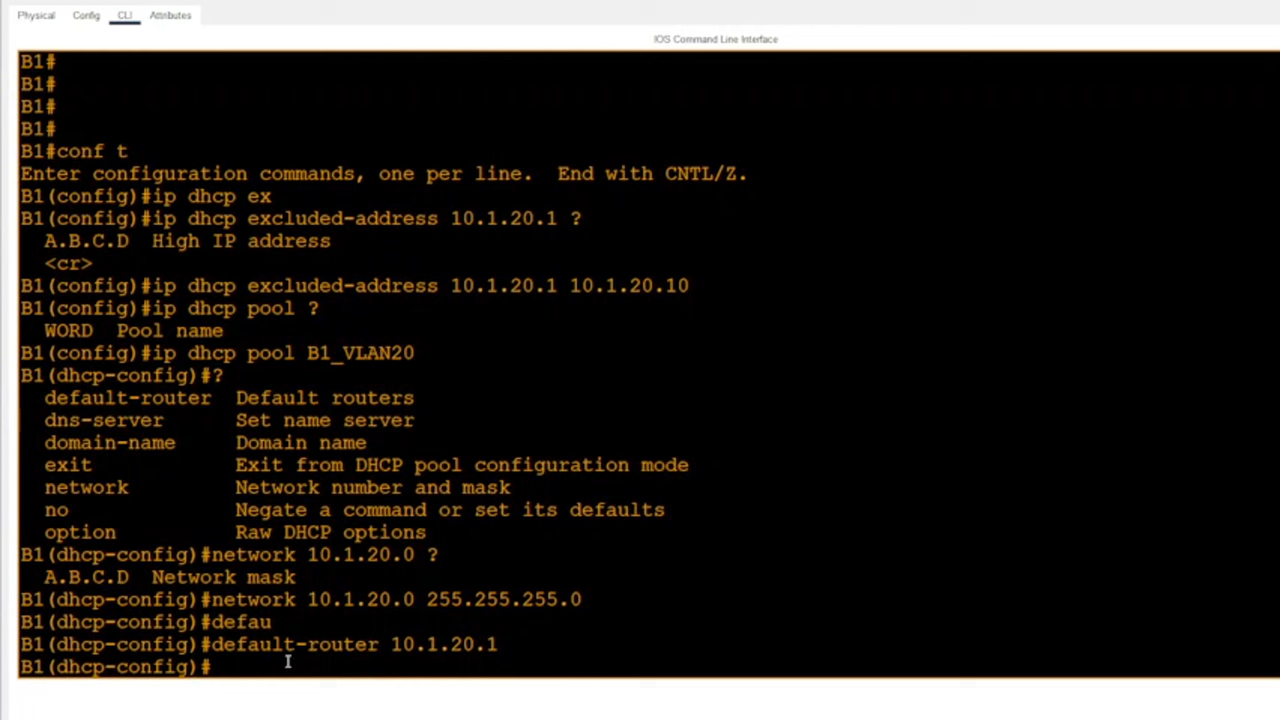 Physical Config CLI Attributes
IOS Command Line Interface
B1#
B1#
B1#
B1#
B1#conf t
Enter configuration commands, one per line.  End with CNTL/Z.
B1(config)#ip dhcp ex
B1(config)#ip dhcp excluded-address 10.1.20.1 ?
  A.B.C.D  High IP address
  <cr>
B1(config)#ip dhcp excluded-address 10.1.20.1 10.1.20.10
B1(config)#ip dhcp pool ?
  WORD  Pool name
B1(config)#ip dhcp pool B1_VLAN20
B1(dhcp-config)#?
  default-router  Default routers
  dns-server      Set name server
  domain-name     Domain name
  exit            Exit from DHCP pool configuration mode
  network         Network number and mask
  no              Negate a command or set its defaults
  option          Raw DHCP options
B1(dhcp-config)#network 10.1.20.0 ?
  A.B.C.D  Network mask
B1(dhcp-config)#network 10.1.20.0 255.255.255.0
B1(dhcp-config)#defau
B1(dhcp-config)#default-router 10.1.20.1
B1(dhcp-config)#